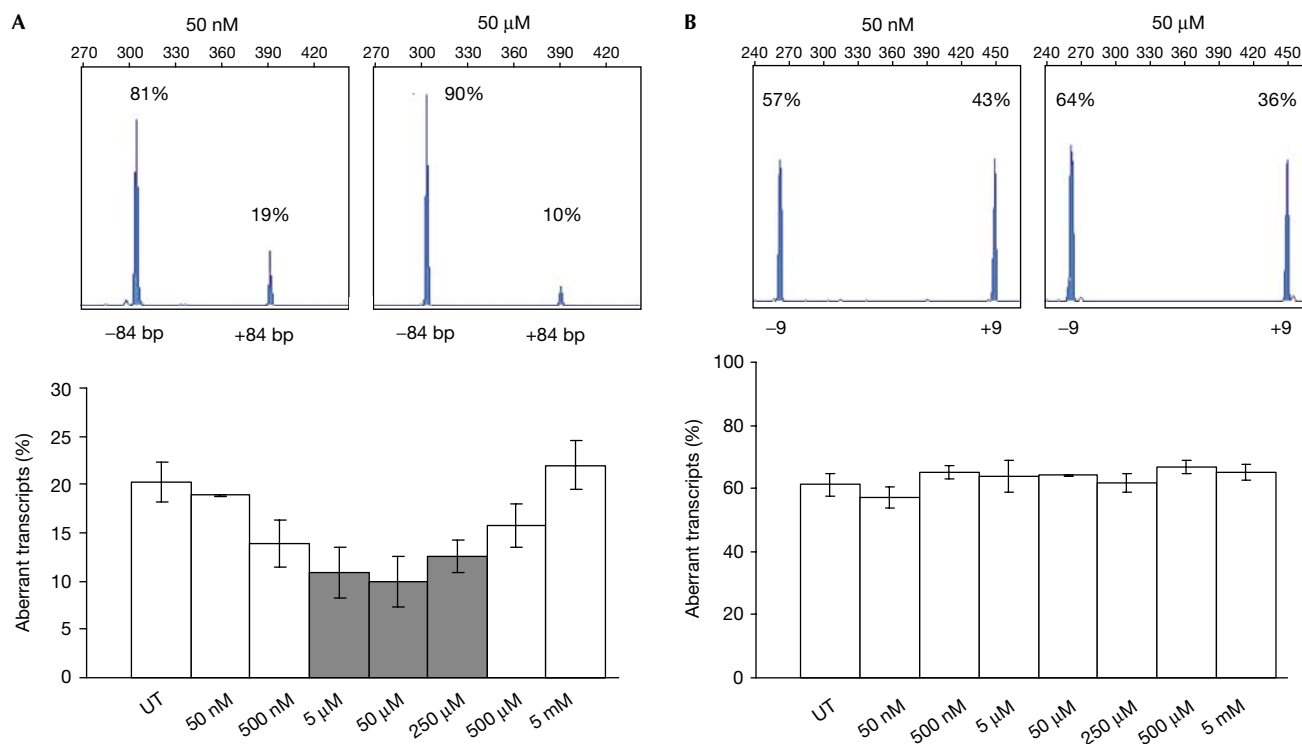 A
50 nM
50 μM
270 300 330 360 390 420
270 300 330 360 390 420
81%
19%
90%
10%
–84 bp
+84 bp
–84 bp
+84 bp
Aberrant transcripts (%)
30
25
20
15
10
5
0
UT
50 nM
500 nM
5 μM
50 μM
250 μM
500 μM
5 mM
B
50 nM
50 μM
240 270 300 330 360 390 420 450
240 270 300 330 360 390 420 450
57%
43%
64%
36%
–9
+9
–9
+9
Aberrant transcripts (%)
100
80
60
40
20
0
UT
50 nM
500 nM
5 μM
50 μM
250 μM
500 μM
5 mM